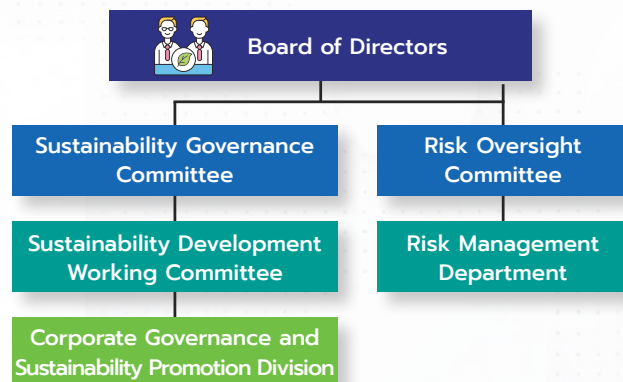 Board of Directors
Sustainability Governance
Committee
Risk Oversight
Committee
Sustainability Development
Working Committee
Risk Management
Department
Corporate Governance and
Sustainability Promotion Division